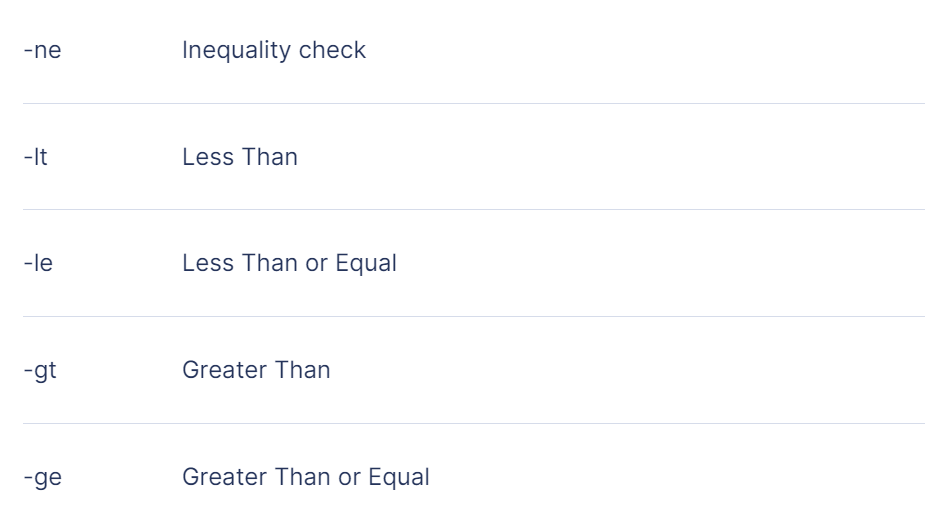 -ne Inequality check
-lt Less Than
-le Less Than or Equal
-gt Greater Than
-ge Greater Than or Equal